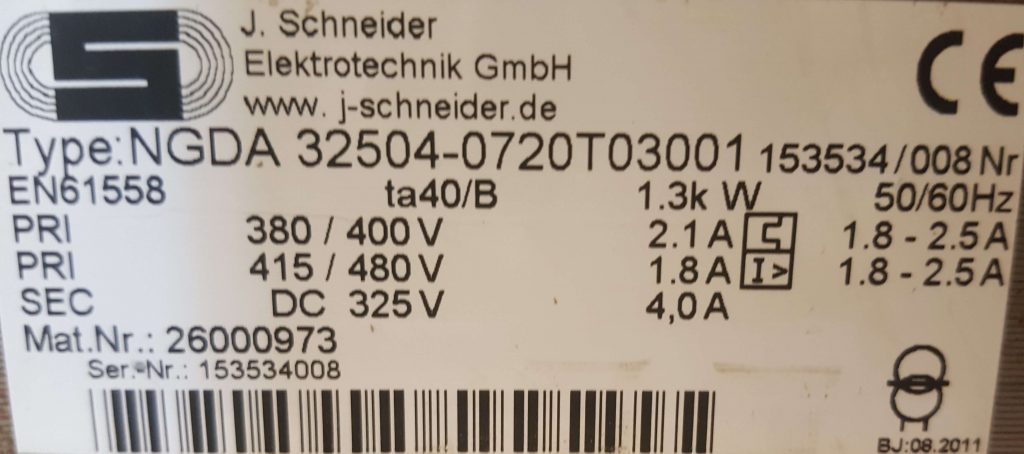 J. Schneider
Elektrotechnik GmbH
www. j-schneider.de
CE
Type:NGDA 32504-0720T03001 153534/008 Nr
EN61558 ta40/B 1.3k W 50/60Hz
PRI 380 / 400 V 2.1 A 1.8 - 2.5 A
PRI 415 / 480 V 1.8 A I> 1.8 - 2.5 A
SEC DC 325 V 4,0 A
Mat.Nr.: 26000973
Ser.-Nr.: 153534008
BJ:08.2011